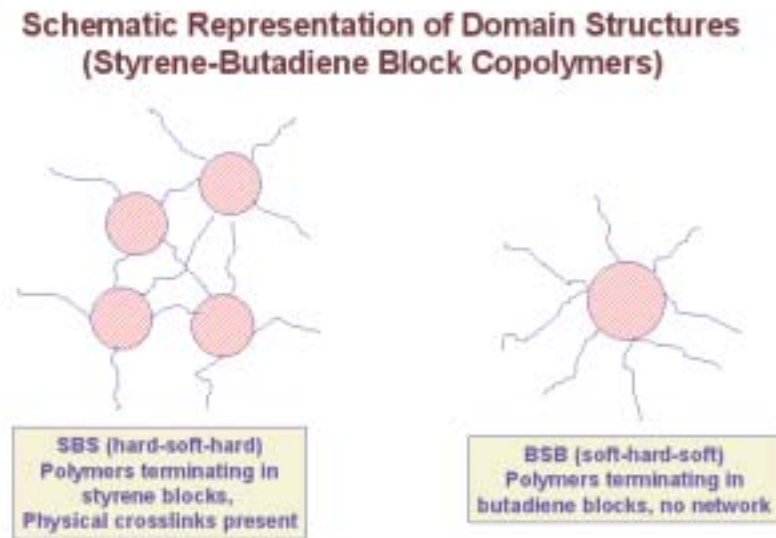 Schematic Representation of Domain Structures
(Styrene-Butadiene Block Copolymers)
SBS (hard-soft-hard)
Polymers terminating in
styrene blocks,
Physical crosslinks present
BSB (soft-hard-soft)
Polymers terminating in
butadiene blocks, no network